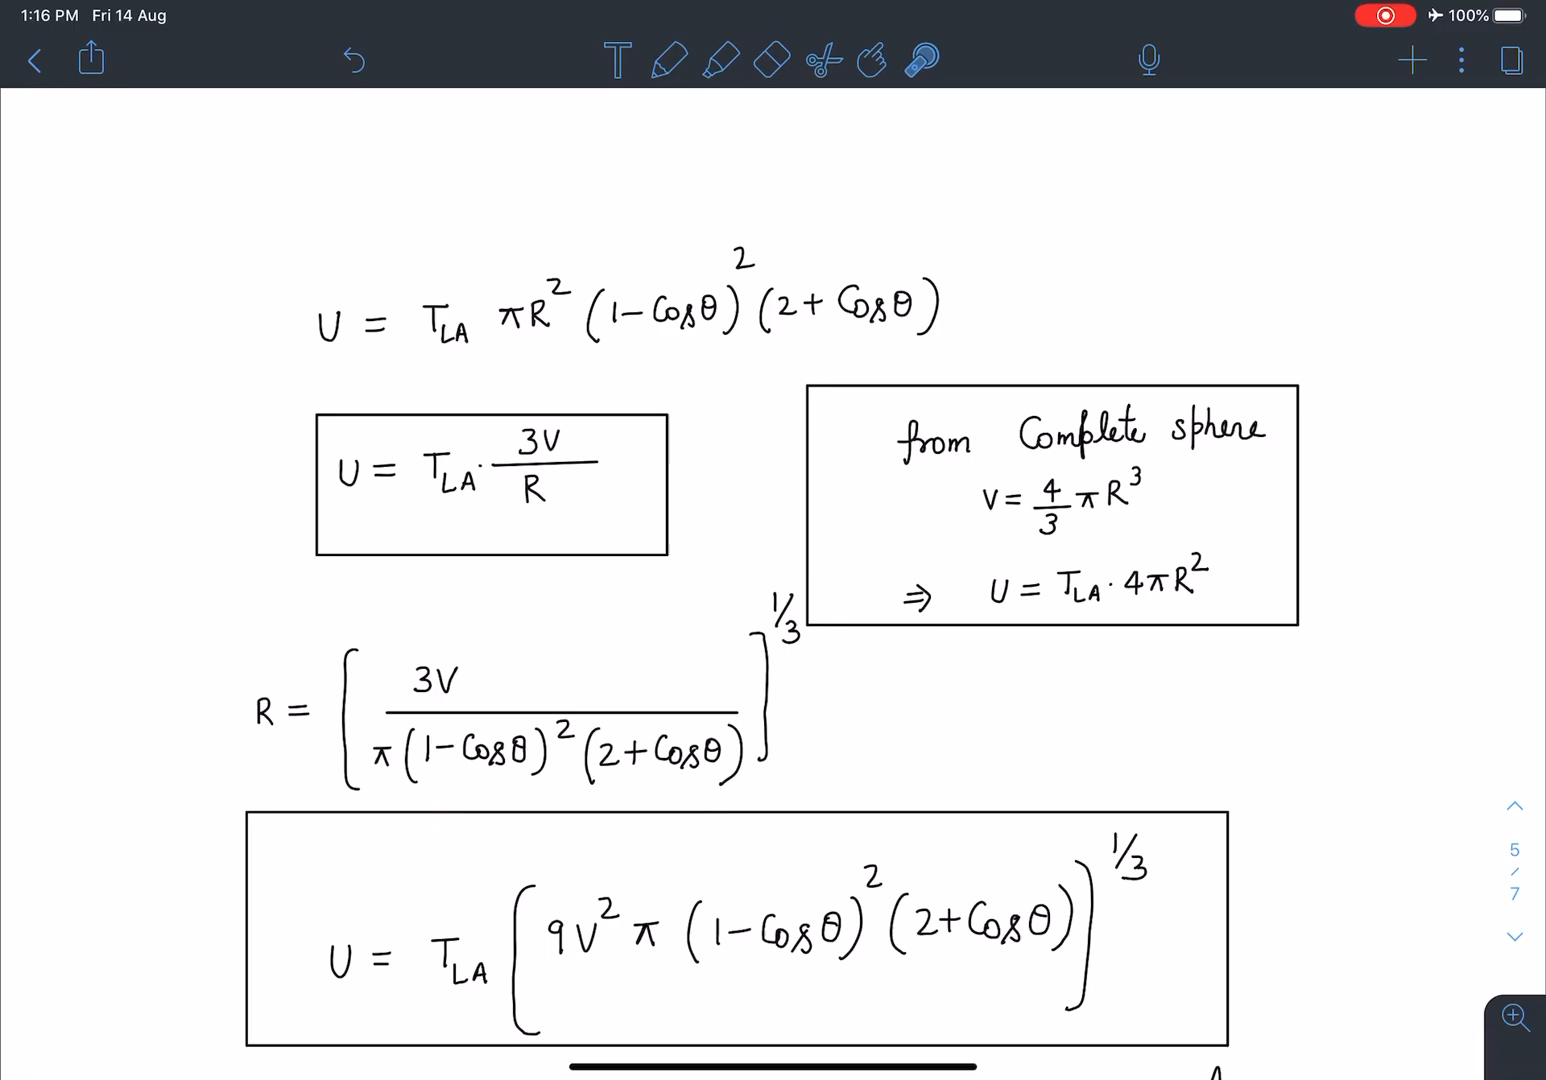 1:16 PM Fri 14 Aug 100%
T
U = T_LA πR² (1-Cosθ)² (2+Cosθ)
U = T_LA · 3V/R
from Complete sphere
V = 4/3 πR³
⇒ U = T_LA · 4πR²
R = [3V / π(1-Cosθ)² (2+Cosθ)]^1/3
5
/
7
U = T_LA [9V²π (1-Cosθ)² (2+Cosθ)]^1/3